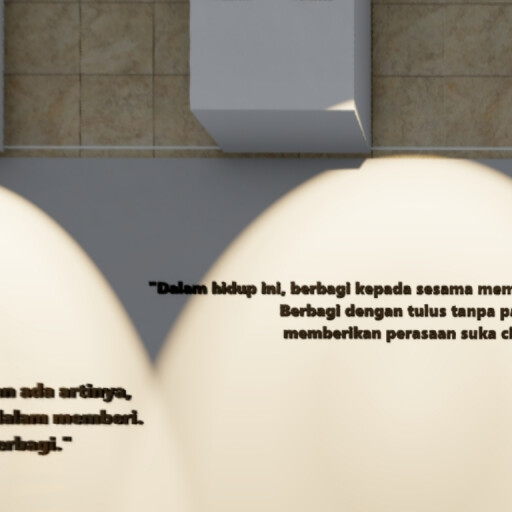 "Dalam hidup ini, berbagi kepada sesama
Berbagi dengan tulus tanpa
memberikan perasaan suka
ada artinya,
dalam memberi.
berbagi."